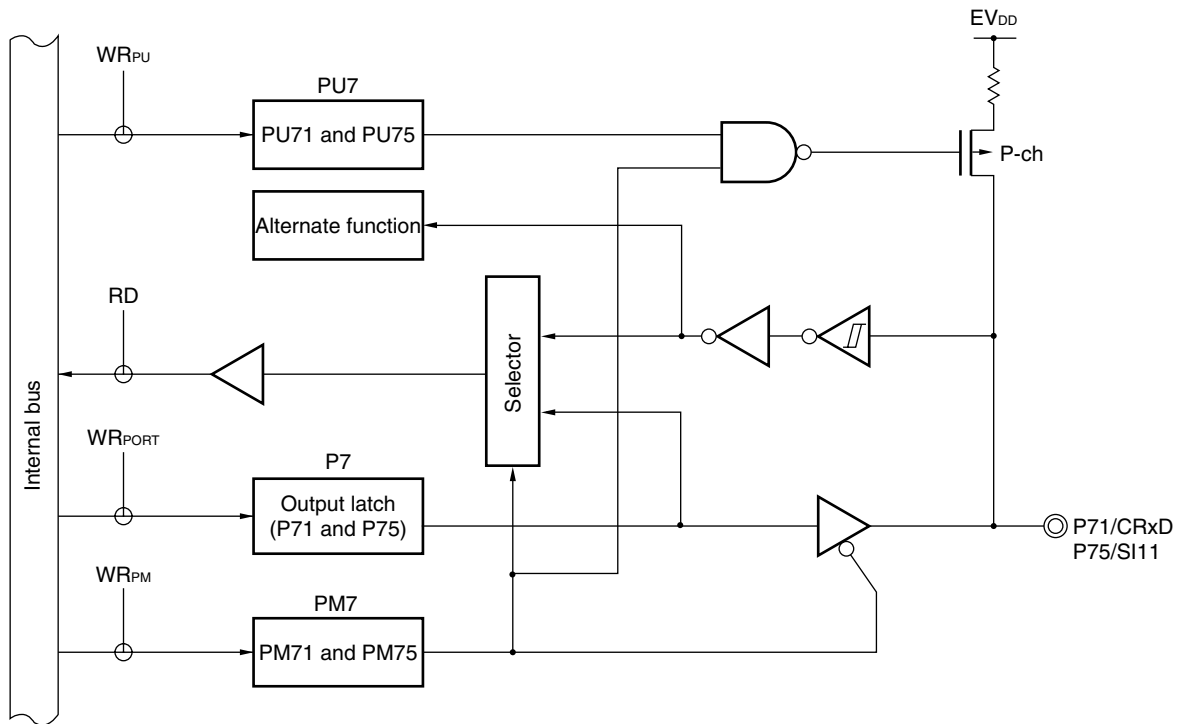 EVDD
WRPU
PU7
PU71 and PU75
P-ch
Alternate function
RD
Selector
Internal bus
WRPORT
P7
Output latch
(P71 and P75)
P71/CRxD
P75/SI11
WRPM
PM7
PM71 and PM75